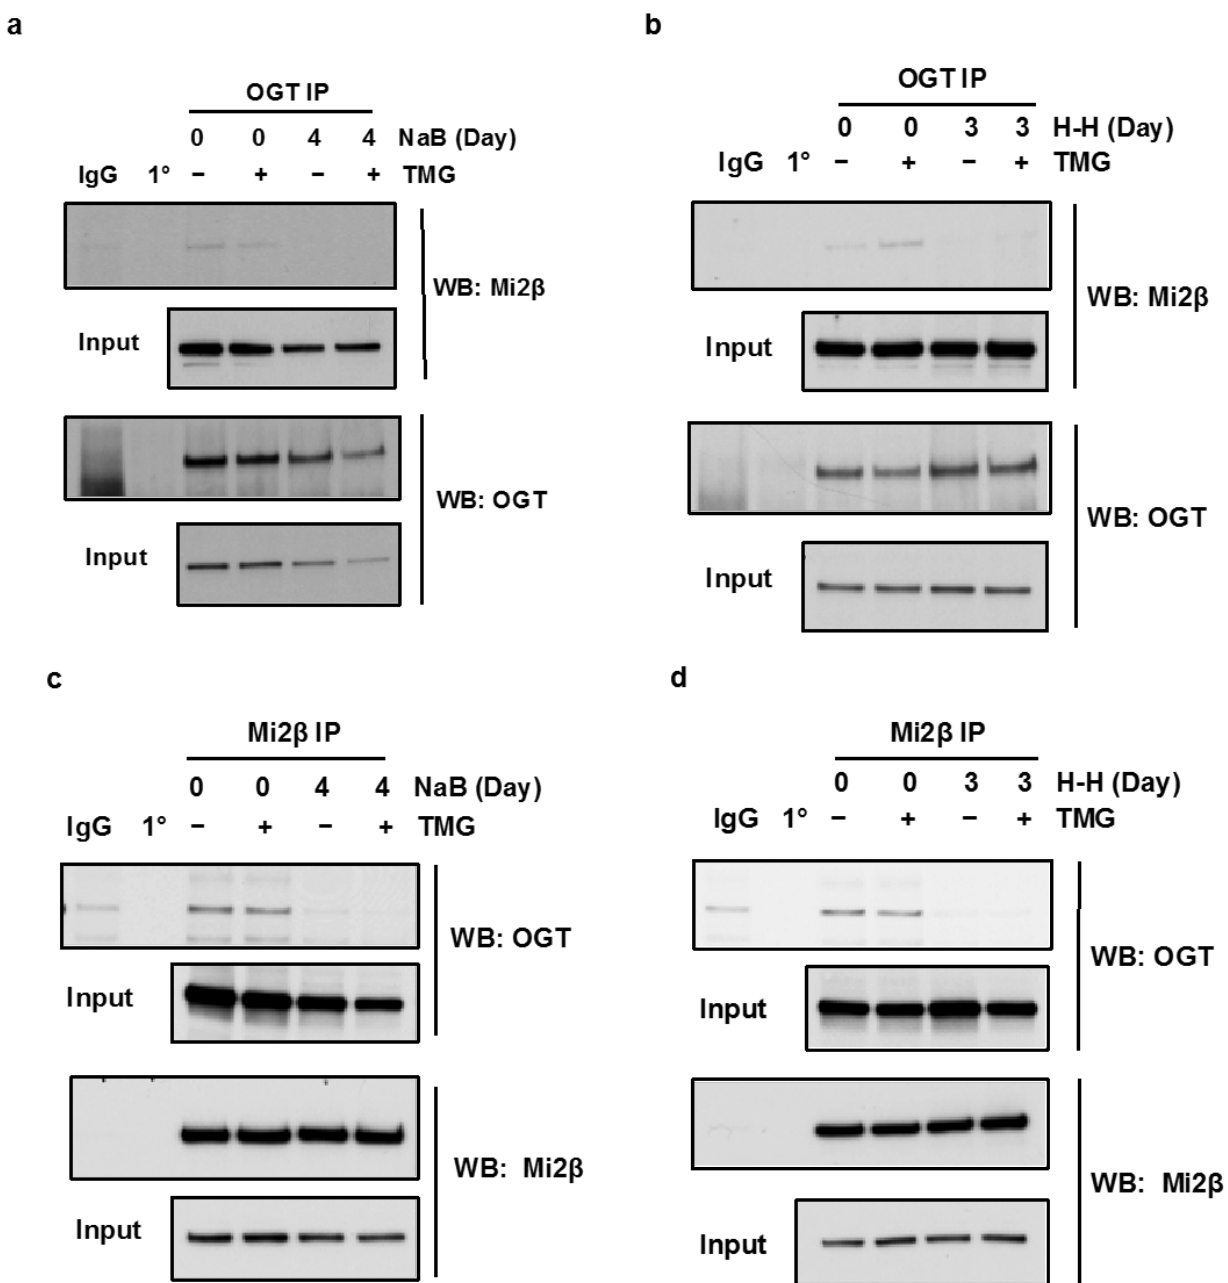 a
OGT IP
0 0 4 4 NaB (Day)
IgG 1° − + − + TMG
WB: Mi2β
Input
WB: OGT
Input
b
OGT IP
0 0 3 3 H-H (Day)
IgG 1° − + − + TMG
WB: Mi2β
Input
WB: OGT
Input
c
Mi2β IP
0 0 4 4 NaB (Day)
IgG 1° − + − + TMG
WB: OGT
Input
WB: Mi2β
Input
d
Mi2β IP
0 0 3 3 H-H (Day)
IgG 1° − + − + TMG
WB: OGT
Input
WB: Mi2β
Input